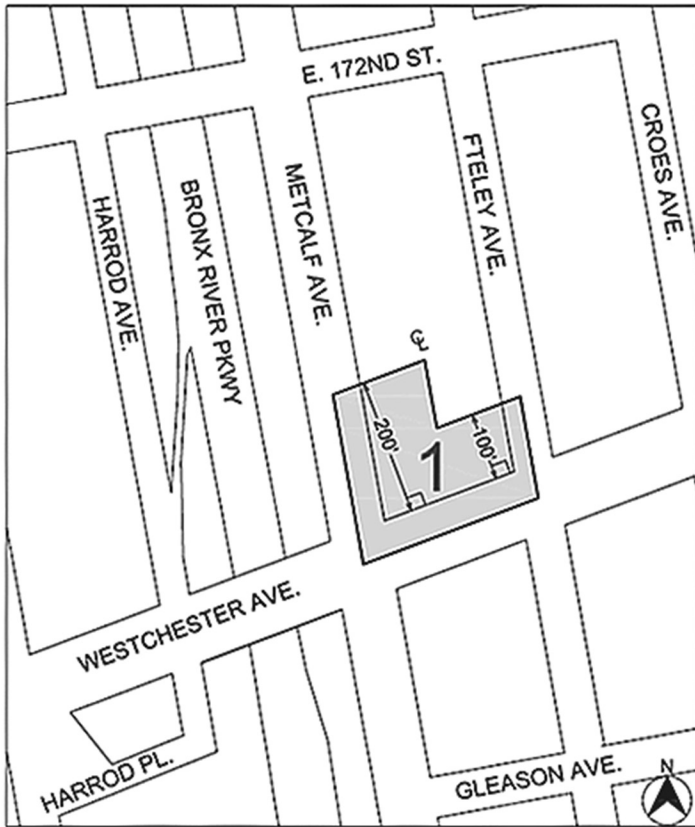 E. 172ND ST.
CROES AVE.
FTELEY AVE.
METCALF AVE.
BRONX RIVER PKWY
HARROD AVE.
℄
200'
1
100'
WESTCHESTER AVE.
HARROD PL.
GLEASON AVE.
N